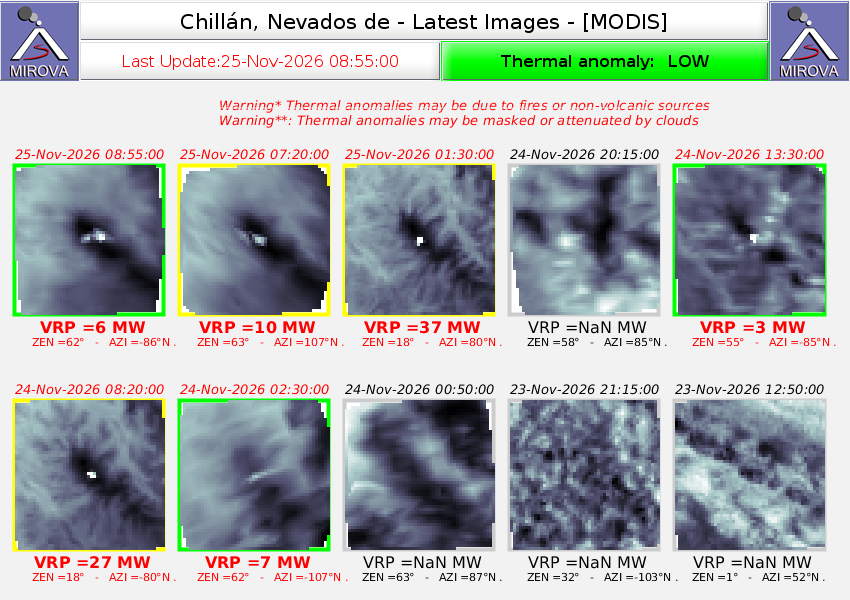 Chillán, Nevados de - Latest Images - [MODIS]
MIROVA
Last Update:25-Nov-2026 08:55:00
Thermal anomaly: LOW
MIROVA
Warning* Thermal anomalies may be due to fires or non-volcanic sources
Warning**: Thermal anomalies may be masked or attenuated by clouds
25-Nov-2026 08:55:00 25-Nov-2026 07:20:00 25-Nov-2026 01:30:00 24-Nov-2026 20:15:00 24-Nov-2026 13:30:00
VRP =6 MW VRP =10 MW VRP =37 MW VRP =NaN MW VRP =3 MW
ZEN =62° - AZI =-86°N . ZEN =63° - AZI =107°N . ZEN =18° - AZI =80°N . ZEN =58° - AZI =85°N . ZEN =55° - AZI =-85°N .
24-Nov-2026 08:20:00 24-Nov-2026 02:30:00 24-Nov-2026 00:50:00 23-Nov-2026 21:15:00 23-Nov-2026 12:50:00
VRP =27 MW VRP =7 MW VRP =NaN MW VRP =NaN MW VRP =NaN MW
ZEN =18° - AZI =-80°N . ZEN =62° - AZI =-107°N . ZEN =63° - AZI =87°N . ZEN =32° - AZI =-103°N . ZEN =1° - AZI =52°N .